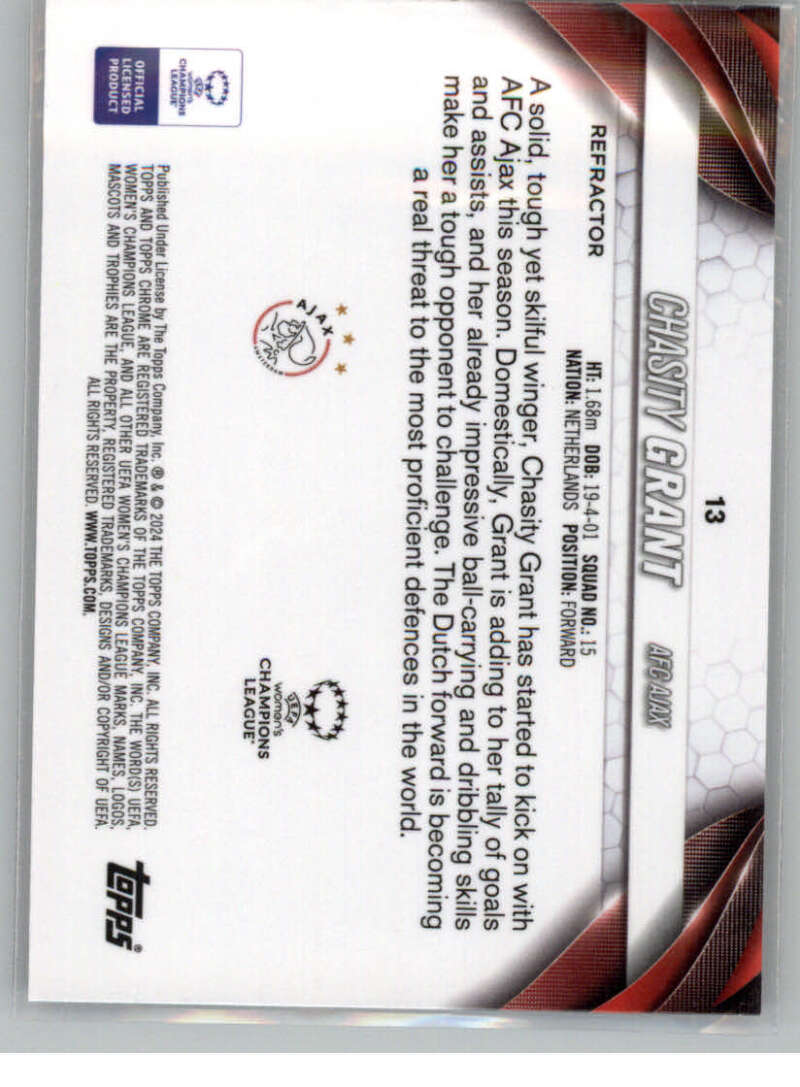 13
CHASITY GRANT AFC AJAX
REFRACTOR
HT: 1.68m DOB: 19-4-01 SQUAD NO.: 15
NATION: NETHERLANDS POSITION: FORWARD
A solid, tough yet skilful winger, Chasity Grant has started to kick on with
AFC Ajax this season. Domestically, Grant is adding to her tally of goals
and assists, and her already impressive ball-carrying and dribbling skills
make her a tough opponent to challenge. The Dutch forward is becoming
a real threat to the most proficient defences in the world.
AJAX
AMSTERDAM
UEFA
women's
CHAMPIONS
LEAGUE™
UEFA
women's
CHAMPIONS
LEAGUE™
OFFICIAL
LICENSED
PRODUCT
Published Under License by The Topps Company, Inc. ® & © 2024 THE TOPPS COMPANY, INC. ALL RIGHTS RESERVED.
TOPPS AND TOPPS CHROME ARE REGISTERED TRADEMARKS OF THE TOPPS COMPANY, INC. THE WORD(S) UEFA,
WOMEN'S CHAMPIONS LEAGUE, AND ALL OTHER UEFA WOMEN'S CHAMPIONS LEAGUE MARKS, NAMES, LOGOS,
MASCOTS AND TROPHIES ARE THE PROPERTY, REGISTERED TRADEMARKS, DESIGNS AND/OR COPYRIGHT OF UEFA.
ALL RIGHTS RESERVED. WWW.TOPPS.COM.
topps®